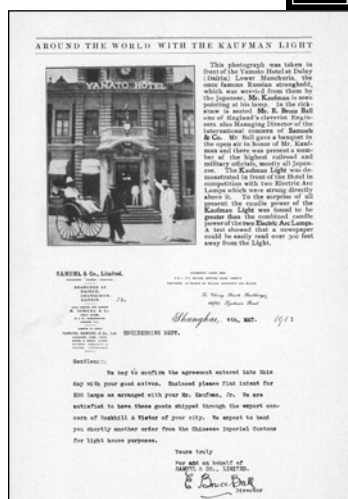 AROUND THE WORLD WITH THE KAUFMAN LIGHT
YAMATO HOTEL
This photograph was taken in
front of the Yamato Hotel at Dalny
(Dairin) Lower Manchuria, the
once famous Russian stronghold,
which was wrested from them by
the Japanese. Mr. Kaufman is seen
pointing at his lamp. In the rick-
shaw is seated Mr. E. Bruce Ball
one of England's cleverest Engin-
eers also Managing Director of the
international concern of Samuels
& Co. Mr. Ball gave a banquet in
the open air in honor of Mr. Kauf-
man and there was present a num-
ber of the highest railroad and
military officials, mostly all Japan-
ese. The Kaufman Light was de-
monstrated in front of the Hotel in
competition with two Electric Arc
Lamps which were strung directly
above it. To the surprise of all
present the candle power of the
Kaufman Light was found to be
greater than the combined candle
power of the two Electric Arc Lamps.
A test showed that a newspaper
could be easily read over 300 feet
away from the Light.
SAMUEL & Co., Limited.
BRANCHES AT
SHANGHAI
M. SAMUEL & Co.
ENGINEERING DEPT.
Shanghai, 9th, MAY. 1912
Gentlemen:
We beg to confirm the agreement entered into this
day with your good selves. Enclosed please find indent for
500 lamps as arranged with your Mr. Kaufman, Jr. We are
satisfied to have these goods shipped through the export con-
cern of Rockhill & Vietor of your city. We expect to hand
you shortly another order from the Chinese Imperial Customs
for light house purposes.
Yours truly
For and on behalf of
SAMUEL & CO., LIMITED.
E. Bruce Ball
Director